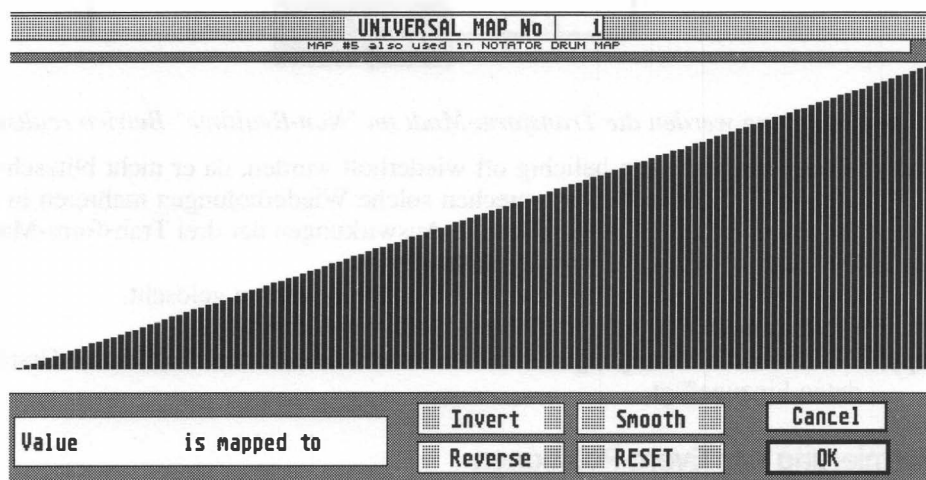 UNIVERSAL MAP No 1
MAP #5 also used in NOTATOR DRUM MAP
Invert Smooth Cancel
Value is mapped to
Reverse RESET OK